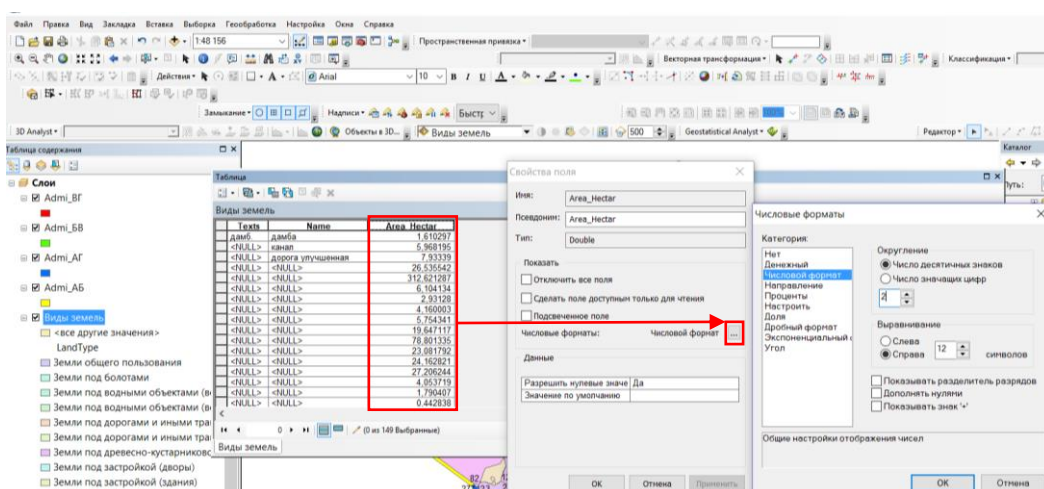 Файл Правка Вид Закладка Вставка Выборка Геообработка Настройка Окна Справка
1:48 156
Пространственная привязка
Векторная трансформация
Классификация
Действия
A
Arial
10
B I U A
Замыкание
Надписи
Быстр
100%
3D Analyst
Объекты в 3D...
Виды земель
500
Geostatistical Analyst
Редактор
Таблица содержания
Слои
Admi_ВГ
Admi_БВ
Admi_АГ
Admi_АБ
Виды земель
<все другие значения>
LandType
Земли общего пользования
Земли под болотами
Земли под водными объектами (в
Земли под водными объектами (в
Земли под дорогами и иными тра
Земли под дорогами и иными тра
Земли под древесно-кустарниково
Земли под застройкой (дворы)
Земли под застройкой (здания)
Таблица
Виды земель
Texts Name Area_Hectar
дамб. дамба 1,610297
<NULL> канал 5,968195
<NULL> дорога улучшенная 7,93339
<NULL> <NULL> 26,535542
<NULL> <NULL> 312,621287
<NULL> <NULL> 6,104134
<NULL> <NULL> 2,93128
<NULL> <NULL> 4,160003
<NULL> <NULL> 5,754341
<NULL> <NULL> 19,647117
<NULL> <NULL> 78,801335
<NULL> <NULL> 23,081792
<NULL> <NULL> 24,162821
<NULL> <NULL> 27,206244
<NULL> <NULL> 4,053719
<NULL> <NULL> 1,790407
<NULL> <NULL> 0,442838
0
(0 из 149 Выбранные)
Виды земель
82
Свойства поля
Имя: Area_Hectar
Псевдоним: Area_Hectar
Тип: Double
Показать
Отключить все поля
Сделать поле доступным только для чтения
Подсвеченное поле
Числовые форматы: Числовой формат ...
Данные
Разрешить нулевые значе Да
Значение по умолчанию
ОК Отмена Применить
Каталог
Путь:
Числовые форматы
Категория:
Нет
Денежный
Числовой формат
Направление
Проценты
Настроить
Доля
Дробный формат
Экспоненциальный
Угол
Округление
Число десятичных знаков
Число значащих цифр
2
Выравнивание
Слева
Справа 12 символов
Показывать разделитель разрядов
Дополнять нулями
Показывать знак '+'
Общие настройки отображения чисел
ОК Отмена